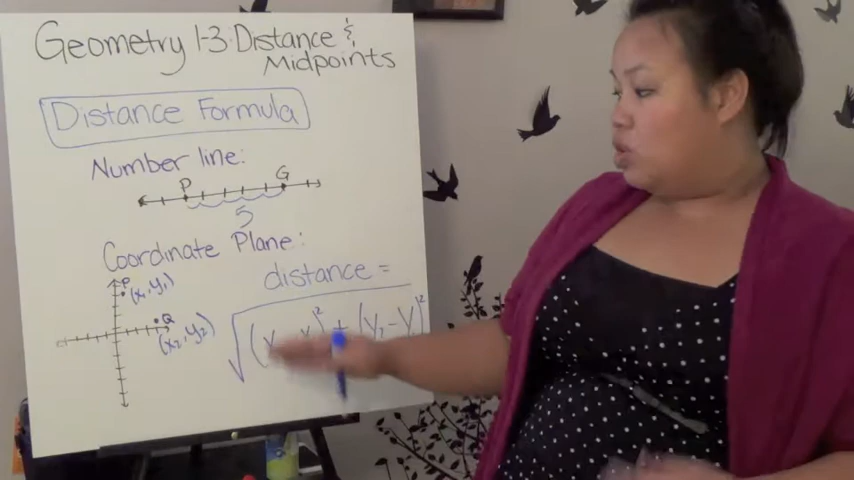 Geometry 1-3: Distance &
Midpoints
Distance Formula
Number line:
P G
5
Coordinate Plane:
P
(x₁, y₁)
Q
(x₂, y₂)
distance =